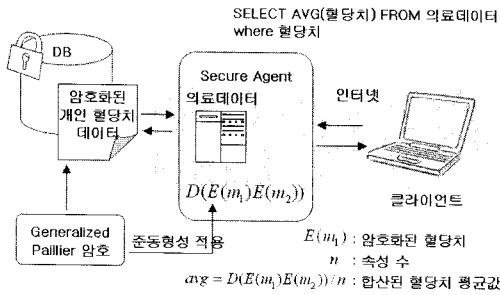 SELECT AVG(혈당치) FROM 의료데이터
where 혈당치
DB
암호화된
개인 혈당치
데이터
Secure Agent
의료데이터
D(E(m₁)E(m₂))
인터넷
클라이언트
Generalized
Paillier 암호
준동형성 적용
E(m₁) : 암호화된 혈당치
n : 속성 수
avg = D(E(m₁)E(m₂))/n : 합산된 혈당치 평균값